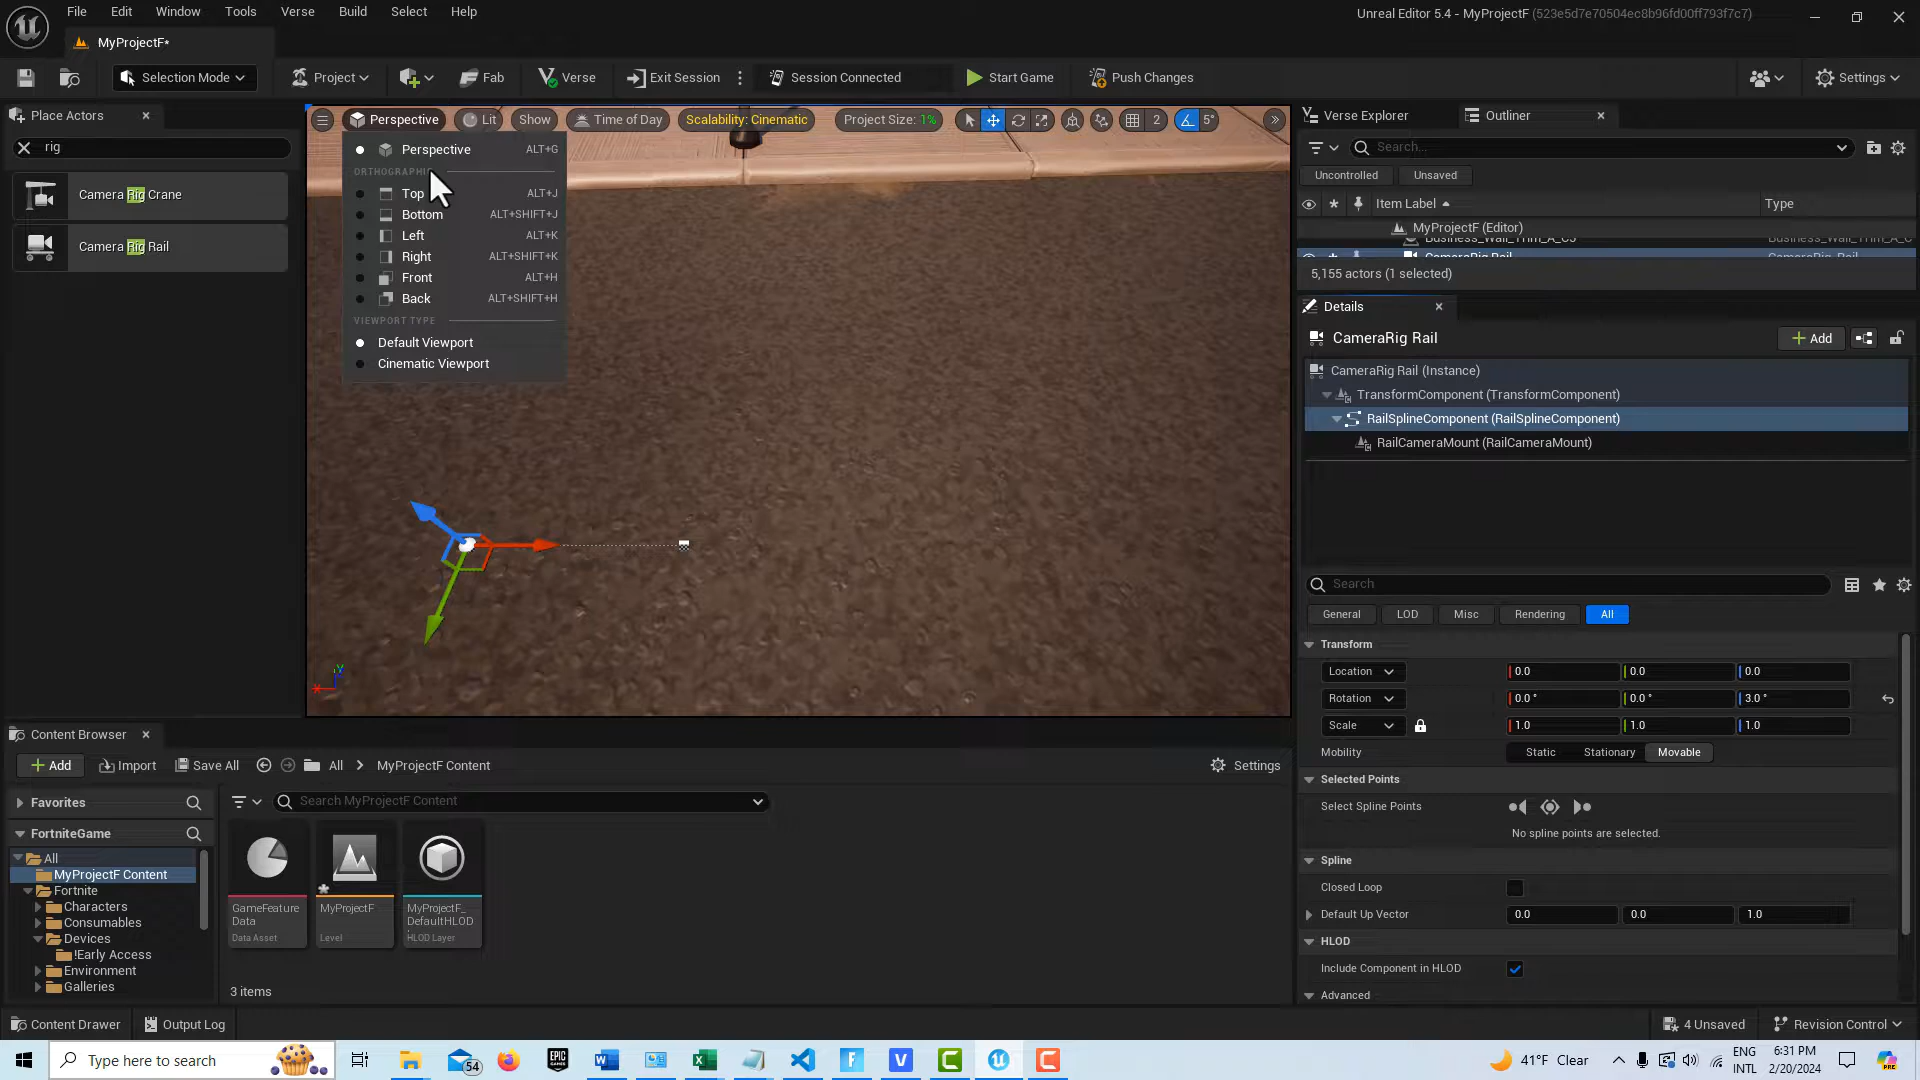 File Edit Window Tools Verse Build Select Help
Unreal Editor 5.4 - MyProjectF (523e5d7e70504ec8b96fd00ff793f7c7)
MyProjectF*
Selection Mode Project Fab Verse Exit Session Session Connected Start Game Push Changes Settings
Place Actors
rig
Camera Rig Crane
Camera Rig Rail
Perspective Lit Show Time of Day Scalability: Cinematic Project Size: 1% 2 5°
Perspective ALT+G
ORTHOGRAPHIC
Top ALT+J
Bottom ALT+SHIFT+J
Left ALT+K
Right ALT+SHIFT+K
Front ALT+H
Back ALT+SHIFT+H
VIEWPORT TYPE
Default Viewport
Cinematic Viewport
Verse Explorer Outliner
Search...
Uncontrolled Unsaved
Item Label Type
MyProjectF (Editor)
Business_Wall_Trim_A_C5 Business_Wall_Trim_A_C
CameraRig Rail CameraRig_Rail
5,155 actors (1 selected)
Details
CameraRig Rail Add
CameraRig Rail (Instance)
TransformComponent (TransformComponent)
RailSplineComponent (RailSplineComponent)
RailCameraMount (RailCameraMount)
Search
General LOD Misc Rendering All
Transform
Location 0.0 0.0 0.0
Rotation 0.0 ° 0.0 ° 3.0 °
Scale 1.0 1.0 1.0
Mobility Static Stationary Movable
Selected Points
Select Spline Points
No spline points are selected.
Spline
Closed Loop
Default Up Vector 0.0 0.0 1.0
HLOD
Include Component in HLOD
Advanced
Content Browser
Add Import Save All All MyProjectF Content Settings
Favorites
Search MyProjectF Content
FortniteGame
All
MyProjectF Content
Fortnite
Characters
Consumables
Devices
!Early Access
Environment
Galleries
GameFeature
Data
Data Asset
MyProjectF
Level
MyProjectF_
DefaultHLOD
HLOD Layer
3 items
Content Drawer Output Log 4 Unsaved Revision Control
Type here to search
54
EPIC GAMES
41°F Clear
ENG
INTL
6:31 PM
2/20/2024
PRE